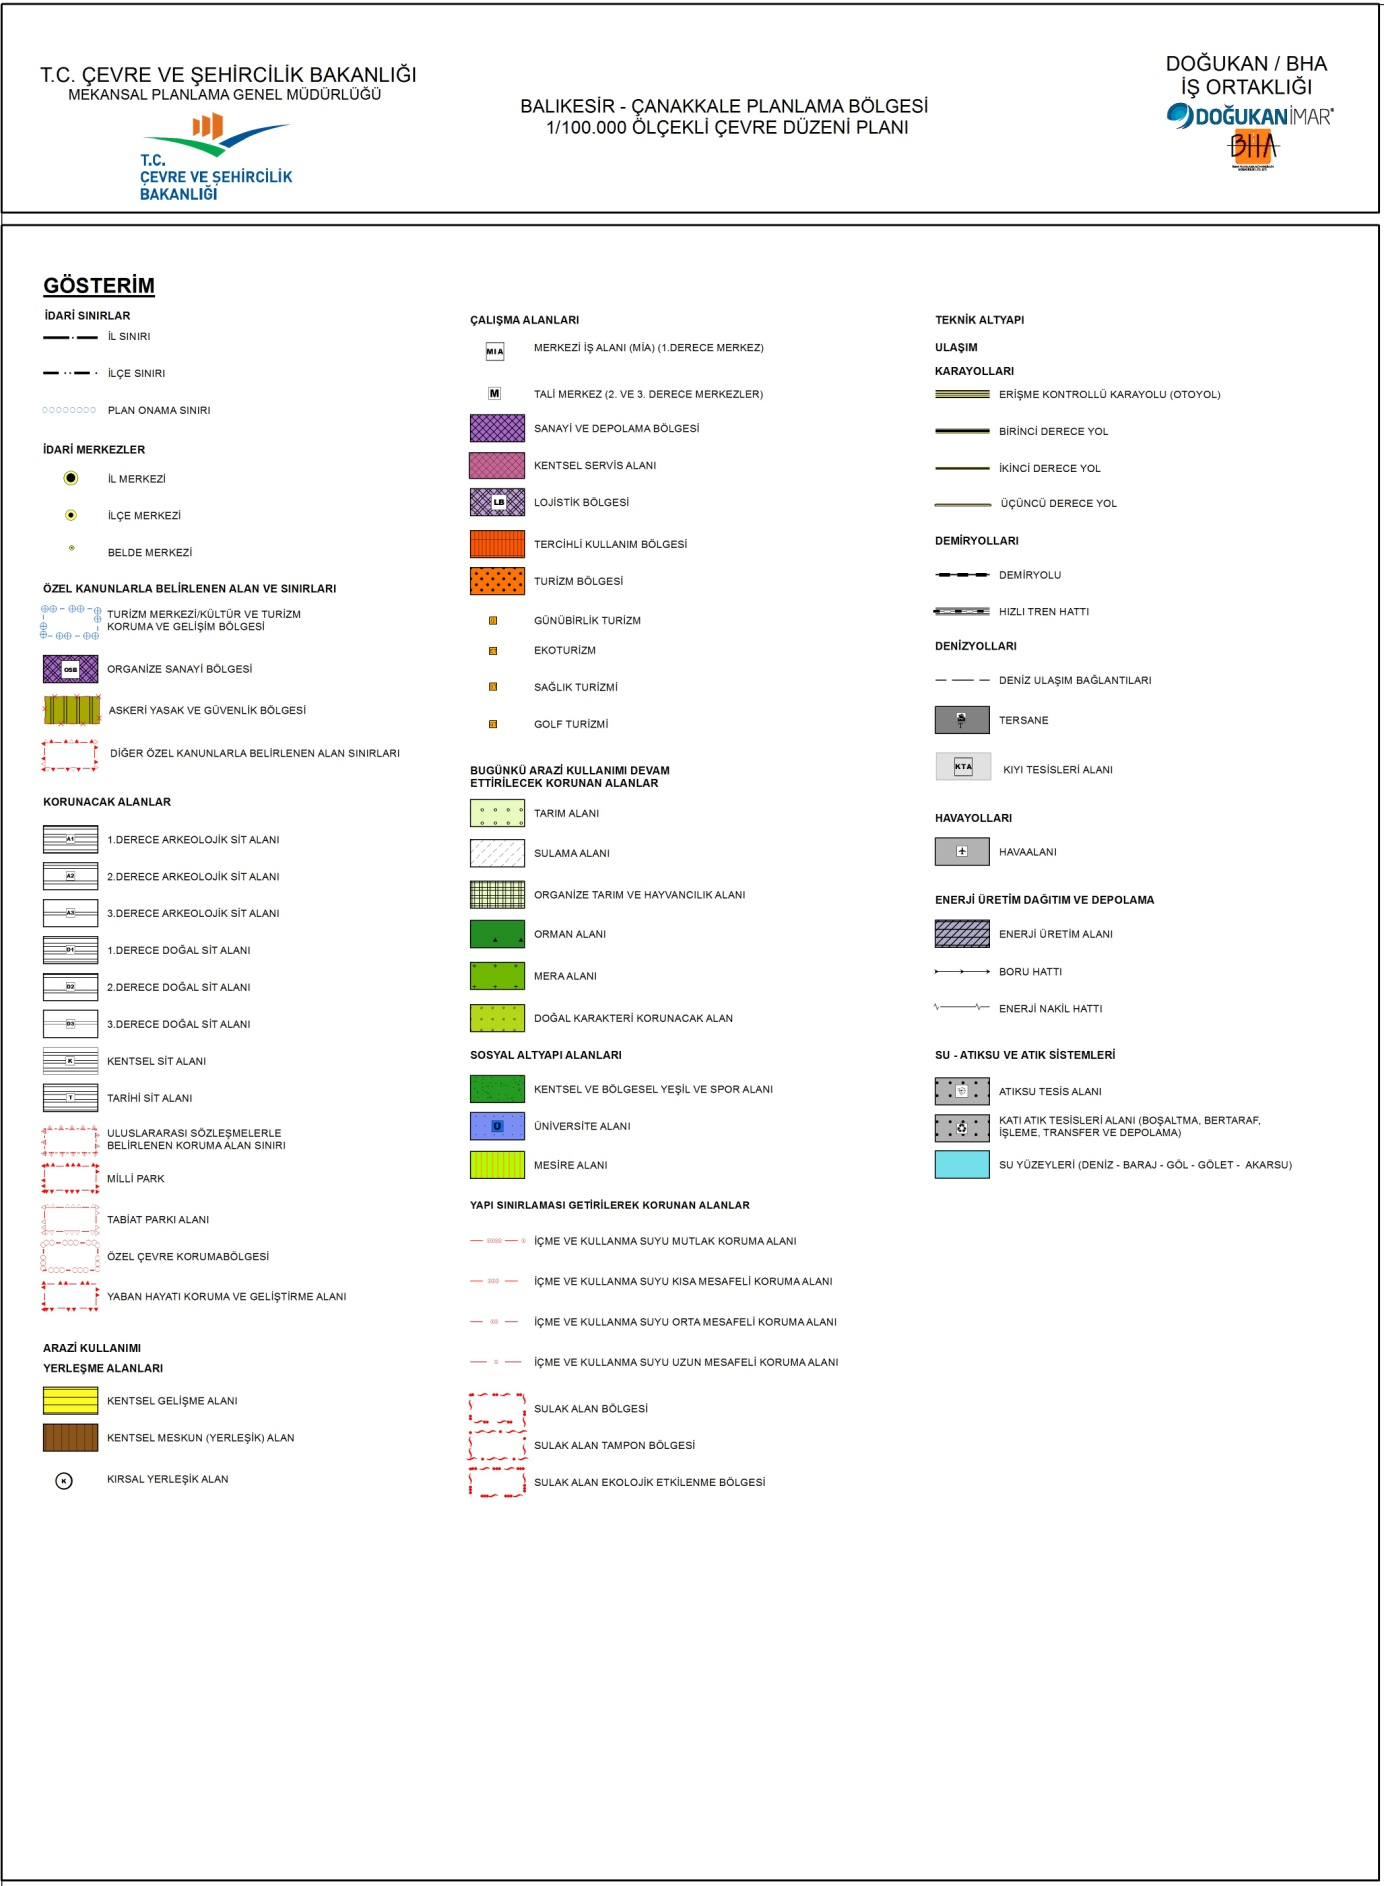 T.C. ÇEVRE VE ŞEHİRCİLİK BAKANLIĞI
MEKANSAL PLANLAMA GENEL MÜDÜRLÜĞÜ
T.C.
ÇEVRE VE ŞEHİRCİLİK
BAKANLIĞI
BALIKESİR - ÇANAKKALE PLANLAMA BÖLGESİ
1/100.000 ÖLÇEKLİ ÇEVRE DÜZENİ PLANI
DOĞUKAN / BHA
İŞ ORTAKLIĞI
DOĞUKANİMAR
BHA
GÖSTERİM
İDARİ SINIRLAR
İL SINIRI
İLÇE SINIRI
PLAN ONAMA SINIRI
İDARİ MERKEZLER
İL MERKEZİ
İLÇE MERKEZİ
BELDE MERKEZİ
ÖZEL KANUNLARLA BELİRLENEN ALAN VE SINIRLARI
TURİZM MERKEZİ/KÜLTÜR VE TURİZM
KORUMA VE GELİŞİM BÖLGESİ
OSB ORGANİZE SANAYİ BÖLGESİ
ASKERİ YASAK VE GÜVENLİK BÖLGESİ
DİĞER ÖZEL KANUNLARLA BELİRLENEN ALAN SINIRLARI
KORUNACAK ALANLAR
A1 1.DERECE ARKEOLOJİK SİT ALANI
A2 2.DERECE ARKEOLOJİK SİT ALANI
A3 3.DERECE ARKEOLOJİK SİT ALANI
D1 1.DERECE DOĞAL SİT ALANI
D2 2.DERECE DOĞAL SİT ALANI
D3 3.DERECE DOĞAL SİT ALANI
K KENTSEL SİT ALANI
T TARİHİ SİT ALANI
ULUSLARARASI SÖZLEŞMELERLE
BELİRLENEN KORUMA ALAN SINIRI
MİLLİ PARK
TABİAT PARKI ALANI
ÖZEL ÇEVRE KORUMABÖLGESİ
YABAN HAYATI KORUMA VE GELİŞTİRME ALANI
ARAZİ KULLANIMI
YERLEŞME ALANLARI
KENTSEL GELİŞME ALANI
KENTSEL MESKUN (YERLEŞİK) ALAN
K KIRSAL YERLEŞİK ALAN
ÇALIŞMA ALANLARI
MİA MERKEZİ İŞ ALANI (MİA) (1.DERECE MERKEZ)
M TALİ MERKEZ (2. VE 3. DERECE MERKEZLER)
SANAYİ VE DEPOLAMA BÖLGESİ
KENTSEL SERVİS ALANI
LB LOJİSTİK BÖLGESİ
TERCİHLİ KULLANIM BÖLGESİ
TURİZM BÖLGESİ
GÜNÜBİRLİK TURİZM
EKOTURİZM
SAĞLIK TURİZMİ
GOLF TURİZMİ
BUGÜNKÜ ARAZİ KULLANIMI DEVAM
ETTİRİLECEK KORUNAN ALANLAR
TARIM ALANI
SULAMA ALANI
ORGANİZE TARIM VE HAYVANCILIK ALANI
ORMAN ALANI
MERA ALANI
DOĞAL KARAKTERİ KORUNACAK ALAN
SOSYAL ALTYAPI ALANLARI
KENTSEL VE BÖLGESEL YEŞİL VE SPOR ALANI
Ü ÜNİVERSİTE ALANI
MESİRE ALANI
YAPI SINIRLAMASI GETİRİLEREK KORUNAN ALANLAR
İÇME VE KULLANMA SUYU MUTLAK KORUMA ALANI
İÇME VE KULLANMA SUYU KISA MESAFELİ KORUMA ALANI
İÇME VE KULLANMA SUYU ORTA MESAFELİ KORUMA ALANI
İÇME VE KULLANMA SUYU UZUN MESAFELİ KORUMA ALANI
SULAK ALAN BÖLGESİ
SULAK ALAN TAMPON BÖLGESİ
SULAK ALAN EKOLOJİK ETKİLENME BÖLGESİ
TEKNİK ALTYAPI
ULAŞIM
KARAYOLLARI
ERİŞME KONTROLLÜ KARAYOLU (OTOYOL)
BİRİNCİ DERECE YOL
İKİNCİ DERECE YOL
ÜÇÜNCÜ DERECE YOL
DEMİRYOLLARI
DEMİRYOLU
HIZLI TREN HATTI
DENİZYOLLARI
DENİZ ULAŞIM BAĞLANTILARI
TERSANE
KTA KIYI TESİSLERİ ALANI
HAVAYOLLARI
HAVAALANI
ENERJİ ÜRETİM DAĞITIM VE DEPOLAMA
ENERJİ ÜRETİM ALANI
BORU HATTI
ENERJİ NAKİL HATTI
SU - ATIKSU VE ATIK SİSTEMLERİ
ATIKSU TESİS ALANI
KATI ATIK TESİSLERİ ALANI (BOŞALTMA, BERTARAF,
İŞLEME, TRANSFER VE DEPOLAMA)
SU YÜZEYLERİ (DENİZ - BARAJ - GÖL - GÖLET - AKARSU)